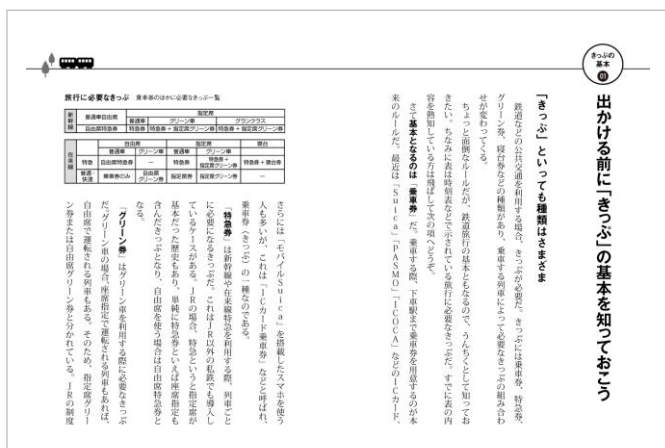 きっぷの
基本
01
出かける前に「きっぷ」の基本を知っておこう
「きっぷ」といっても種類はさまざま
鉄道などの公共交通を利用する場合、きっぷが必要だ。きっぷには乗車券、特急券、
グリーン券、寝台券などの種類があり、乗車する列車によって必要なきっぷの組み合わ
せが変わってくる。
ちょっと面倒なルールだが、鉄道旅行の基本ともなるので、うんちくとして知ってお
きたい。ちなみに表は時刻表などで示されている旅行に必要なきっぷだ。すでに表の内
容を熟知している方は飛ばして次の項へどうぞ。
さて基本となるのは「乗車券」だ。乗車する際、下車駅まで乗車券を用意するのが本
来のルールだ。最近は「Suica」「PASMO」「ICOCA」などのICカード、
旅行に必要なきっぷ 乗車券のほかに必要なきっぷ一覧
新幹線 普通車自由席 指定席
普通車 グリーン車 グランクラス
自由席特急券 特急券 特急券+指定席グリーン券 特急券+指定席グリーン券
在来線 自由席 指定席 寝台
普通車 グリーン車 普通車 グリーン車
特急 自由席特急券 ― 特急券 特急券+指定席グリーン券 特急券+寝台券
普通・快速 乗車券のみ 自由席グリーン券 指定席券 指定席グリーン券 ―
さらには「モバイルSuica」を搭載したスマホを使う
人も多いが、これは「ICカード乗車券」などと呼ばれ、
乗車券(きっぷ)の一種なのである。
「特急券」は新幹線や在来線特急を利用する際、列車ごと
に必要になるきっぷだ。これはJR以外の私鉄でも導入し
ているケースがある。JRの場合、特急というと指定席が
基本だった歴史もあり、単純に特急券といえば座席指定も
含んだきっぷとなり、自由席を使う場合は自由席特急券と
なる。
「グリーン券」はグリーン車を利用する際に必要なきっぷ
だ。グリーン車の場合、座席指定で運転される列車もあれば、
自由席で運転される列車もある。そのため、指定席グリー
ン券または自由席グリーン券と分かれている。JRの制度